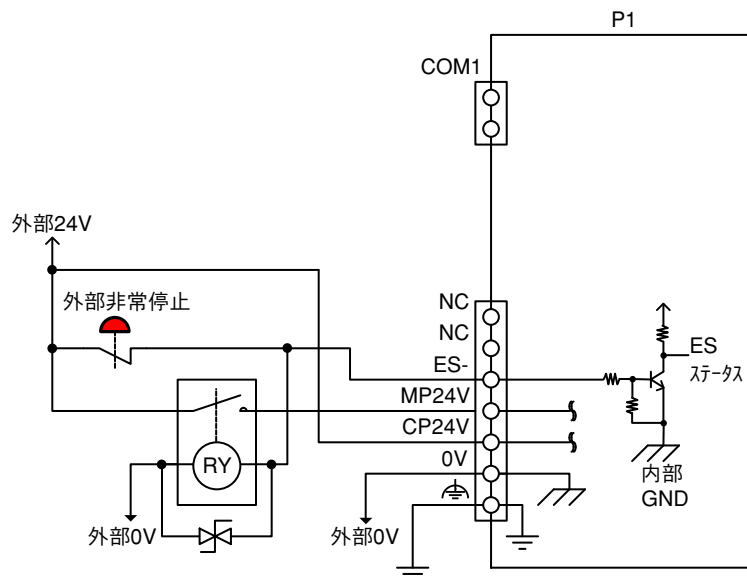 P1
COM1
外部24V
外部非常停止
NC
NC
ES-
MP24V
CP24V
0V
RY
外部0V
外部0V
ES
ｽﾃｰﾀｽ
内部
GND